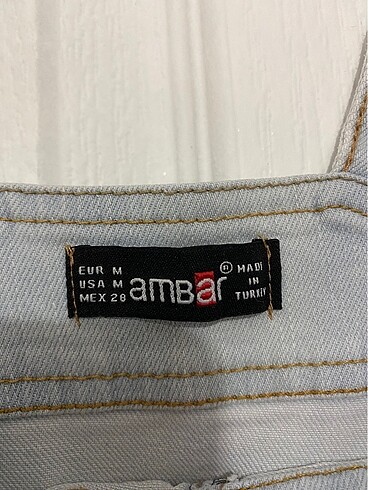 EUR M
USA M
MEX 28
amBar
®
MADE
IN
TURKEY